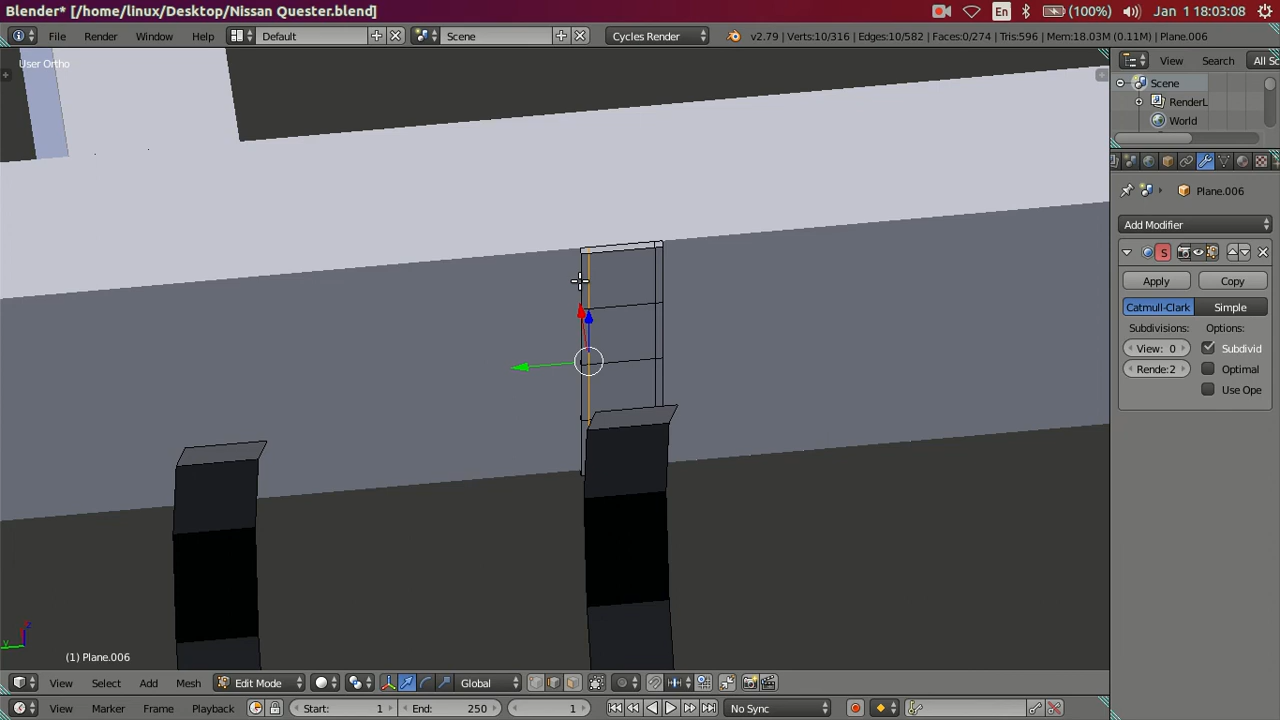 Blender* [/home/linux/Desktop/Nissan Quester.blend]
En
(100%)
Jan 1 18:03:08
File
Render
Window
Help
Default
Scene
Cycles Render
v2.79 | Verts:10/316 | Edges:10/582 | Faces:0/274 | Tris:596 | Mem:18.03M (0.11M) | Plane.006
User Ortho
View
Search
All Sc
Scene
RenderL
World
Plane.006
Add Modifier
S
Apply
Copy
Catmull-Clark
Simple
Subdivisions:
Options:
View: 0
Subdivid
Rende:2
Optimal
Use Ope
z
y
(1) Plane.006
View
Select
Add
Mesh
Edit Mode
Global
View
Marker
Frame
Playback
Start:
1
End:
250
1
No Sync